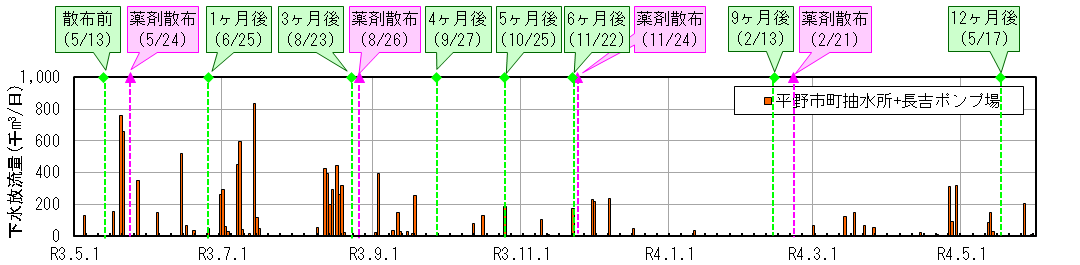 散布前
(5/13)
薬剤散布
(5/24)
1ヶ月後
(6/25)
3ヶ月後
(8/23)
薬剤散布
(8/26)
4ヶ月後
(9/27)
5ヶ月後
(10/25)
6ヶ月後
(11/22)
薬剤散布
(11/24)
9ヶ月後
(2/13)
薬剤散布
(2/21)
12ヶ月後
(5/17)
下水放流量(千m³/日)
1,000
800
600
400
200
0
平野市町抽水所+長吉ポンプ場
R3.5.1
R3.7.1
R3.9.1
R3.11.1
R4.1.1
R4.3.1
R4.5.1